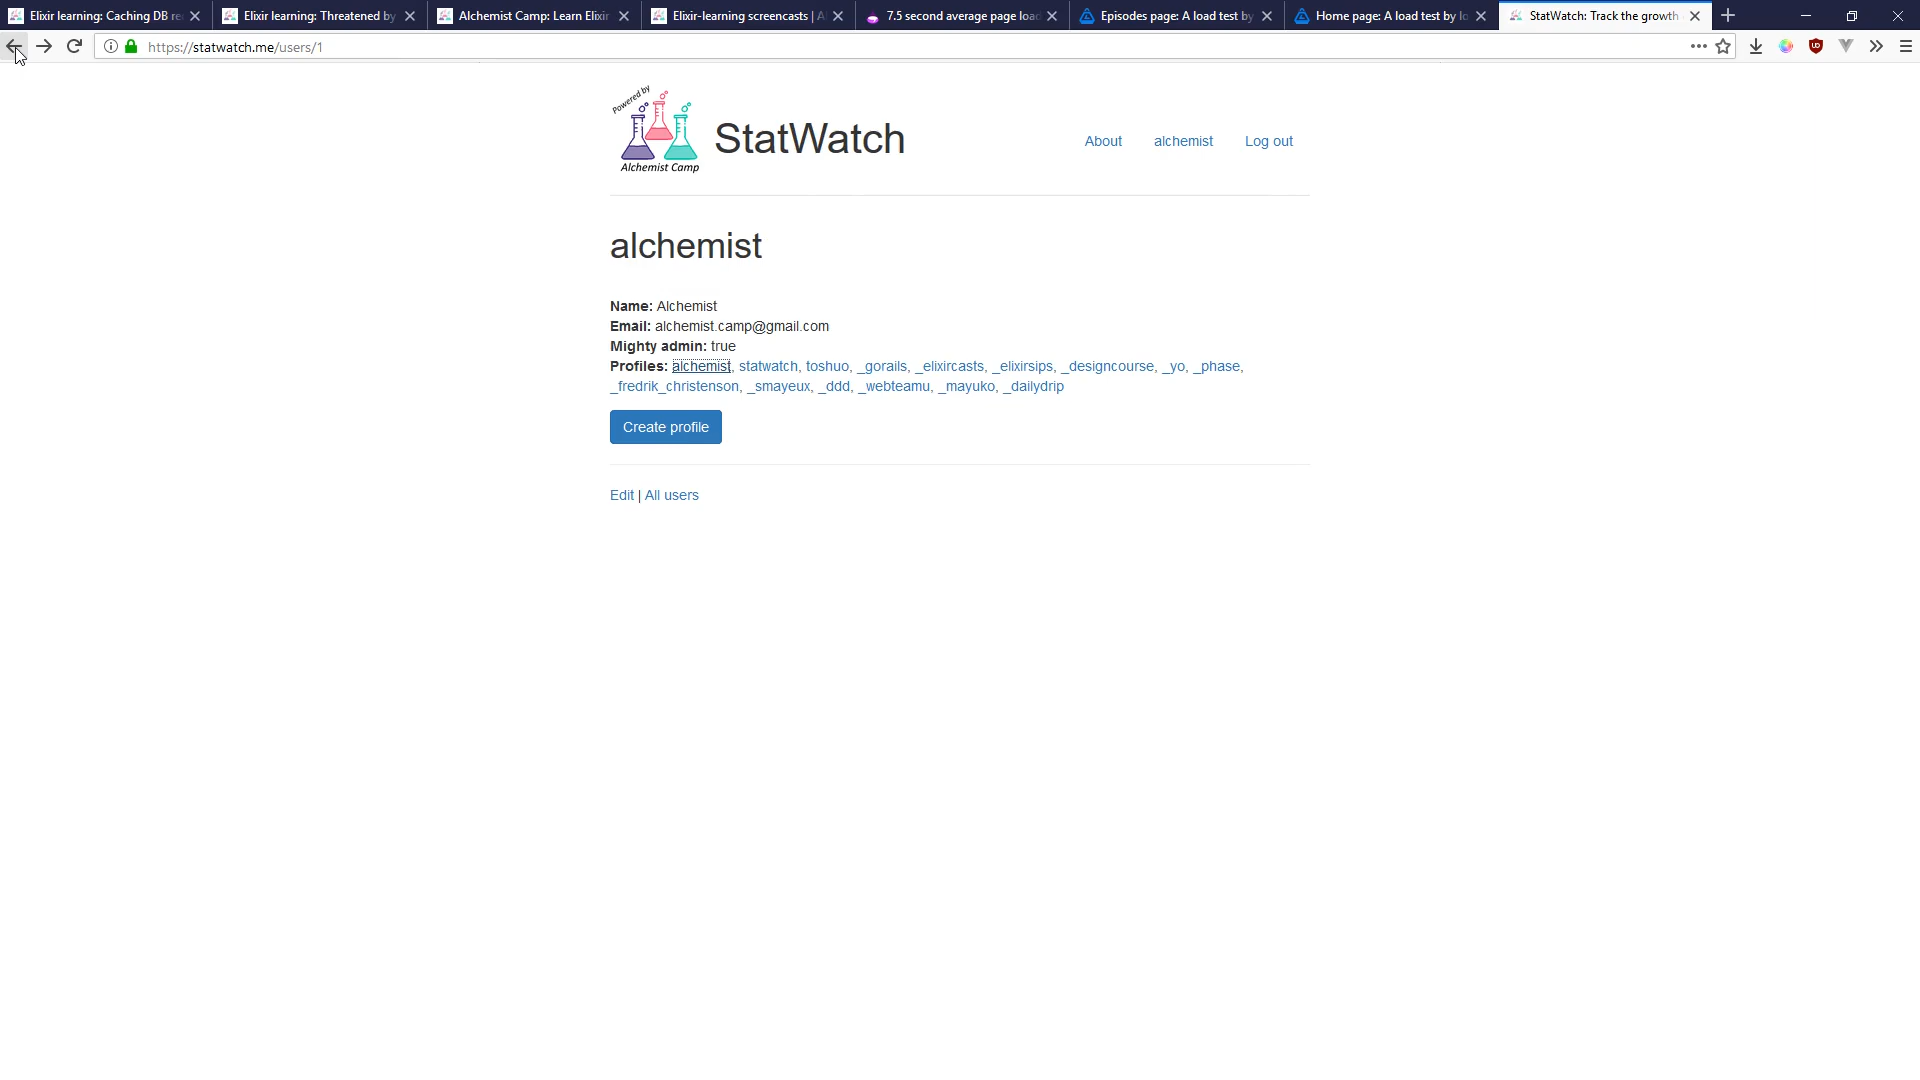 Elixir learning: Caching DB re
Elixir learning: Threatened by
Alchemist Camp: Learn Elixir
Elixir-learning screencasts | A
7.5 second average page load
Episodes page: A load test by
Home page: A load test by lo
StatWatch: Track the growth
https://statwatch.me/users/1
Powered by
Alchemist Camp
StatWatch
About
alchemist
Log out
alchemist
Name: Alchemist
Email: alchemist.camp@gmail.com
Mighty admin: true
Profiles: alchemist, statwatch, toshuo, _gorails, _elixircasts, _elixirsips, _designcourse, _yo, _phase,
_fredrik_christenson, _smayeux, _ddd, _webteamu, _mayuko, _dailydrip
Create profile
Edit | All users